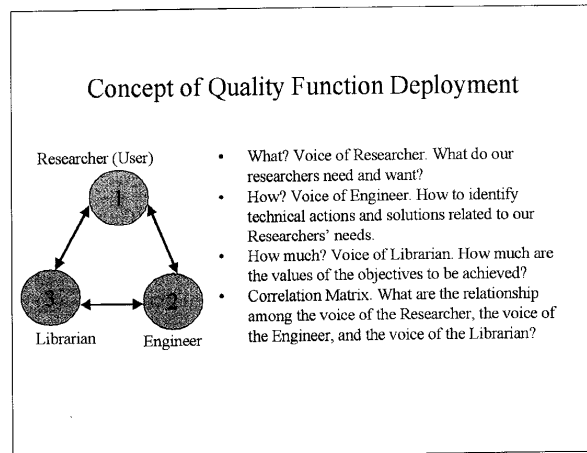 Concept of Quality Function Deployment
Researcher (User)
1
3
2
Librarian
Engineer
• What? Voice of Researcher. What do our
researchers need and want?
• How? Voice of Engineer. How to identify
technical actions and solutions related to our
Researchers' needs.
• How much? Voice of Librarian. How much are
the values of the objectives to be achieved?
• Correlation Matrix. What are the relationship
among the voice of the Researcher, the voice of
the Engineer, and the voice of the Librarian?